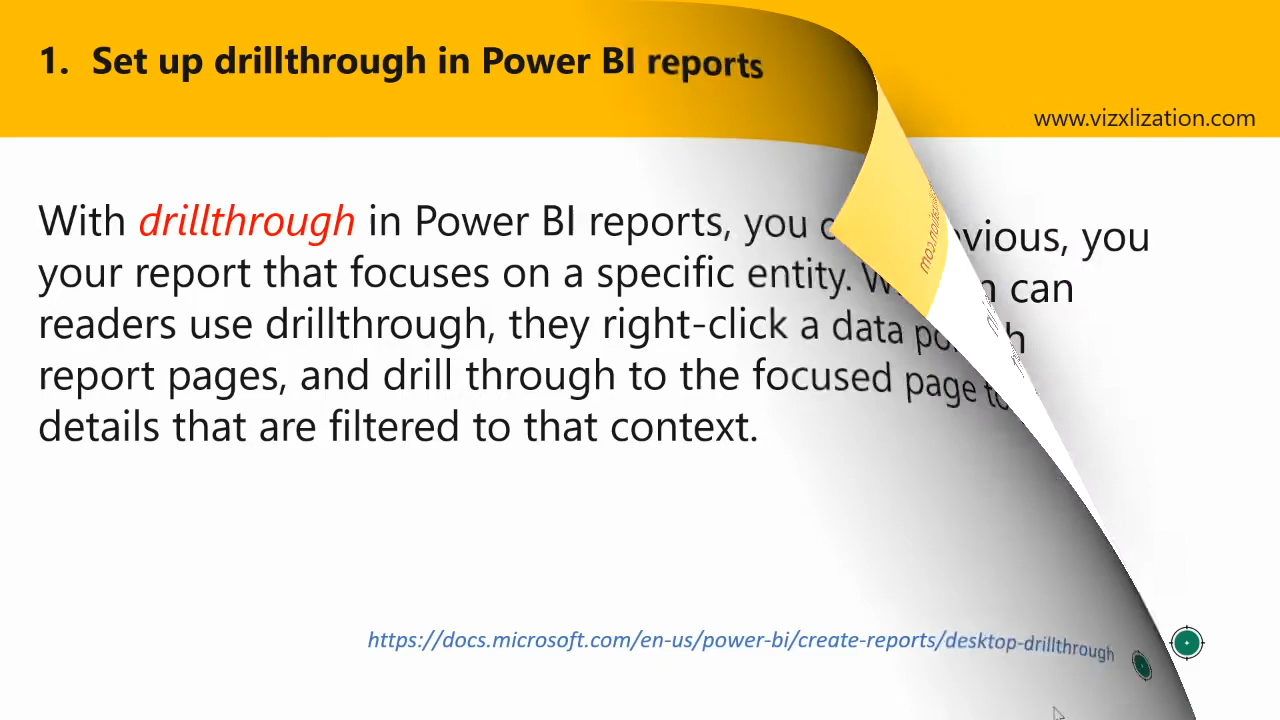 1. Set up drillthrough in Power BI reports
www.vizxlization.com
With drillthrough in Power BI reports, you
you
your report that focuses on a specific entity.
can
readers use drillthrough, they right-click a data
report pages, and drill through to the focused page
details that are filtered to that context.
https://docs.microsoft.com/en-us/power-bi/create-reports/desktop-drillthrough